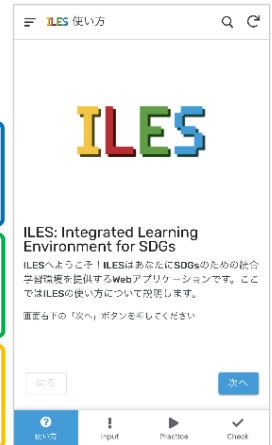 ILES 使い方
ILES
ILES: Integrated Learning
Environment for SDGs
ILESへようこそ！ILESはあなたにSDGsのための統合
学習環境を提供するWebアプリケーションです。ここ
ではILESの使い方について説明します。
画面右下の「次へ」ボタンを押してください
戻る
次へ
使い方
Input
Practice
Check